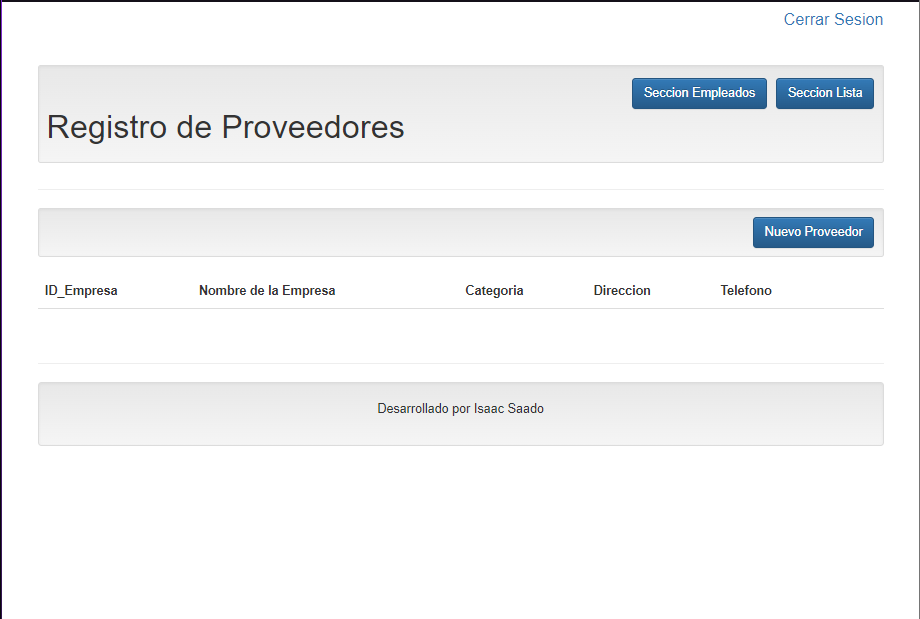 Cerrar Sesion
Seccion Empleados Seccion Lista
Registro de Proveedores
Nuevo Proveedor
ID_Empresa Nombre de la Empresa Categoria Direccion Telefono
Desarrollado por Isaac Saado